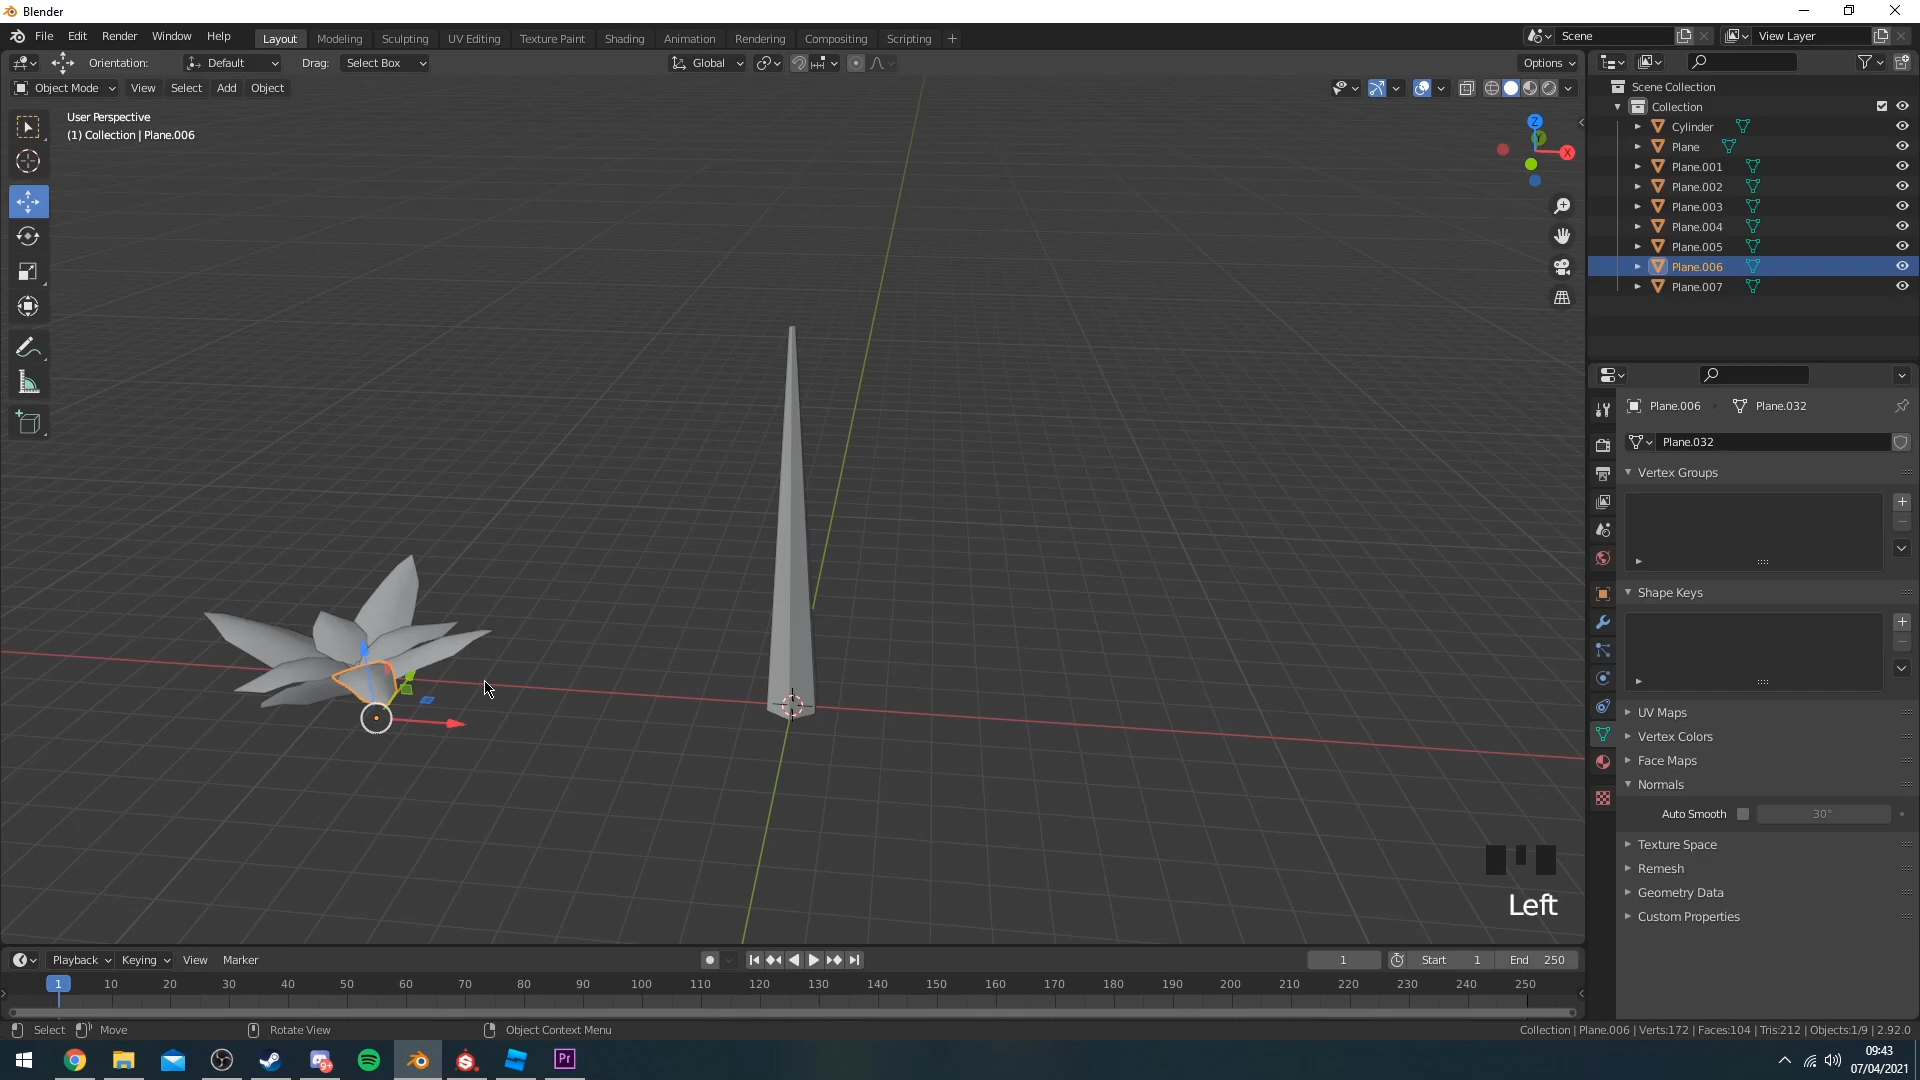 Blender
File Edit Render Window Help
Layout Modeling Sculpting UV Editing Texture Paint Shading Animation Rendering Compositing Scripting +
Scene
View Layer
Orientation: Default Drag: Select Box
Global
Options
Object Mode View Select Add Object
User Perspective
(1) Collection | Plane.006
Z
Y
X
Left
Scene Collection
Collection
Cylinder
Plane
Plane.001
Plane.002
Plane.003
Plane.004
Plane.005
Plane.006
Plane.007
Plane.006 Plane.032
Plane.032
Vertex Groups
Shape Keys
UV Maps
Vertex Colors
Face Maps
Normals
Auto Smooth 30°
Texture Space
Remesh
Geometry Data
Custom Properties
Playback Keying View Marker
1 Start 1 End 250
1 10 20 30 40 50 60 70 80 90 100 110 120 130 140 150 160 170 180 190 200 210 220 230 240 250
Select Move Rotate View Object Context Menu
Collection | Plane.006 | Verts:172 | Faces:104 | Tris:212 | Objects:1/9 | 2.92.0
9+
Pr
09:43
07/04/2021